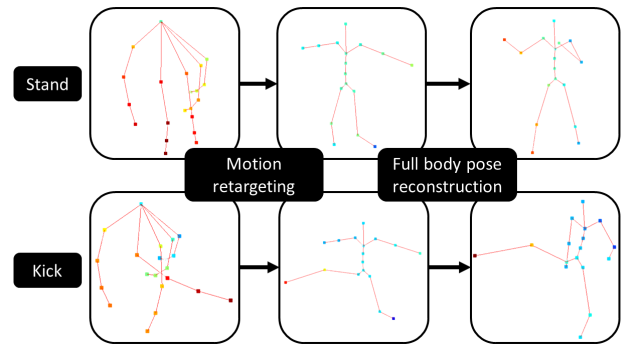 Stand
Motion
retargeting
Full body pose
reconstruction
Kick